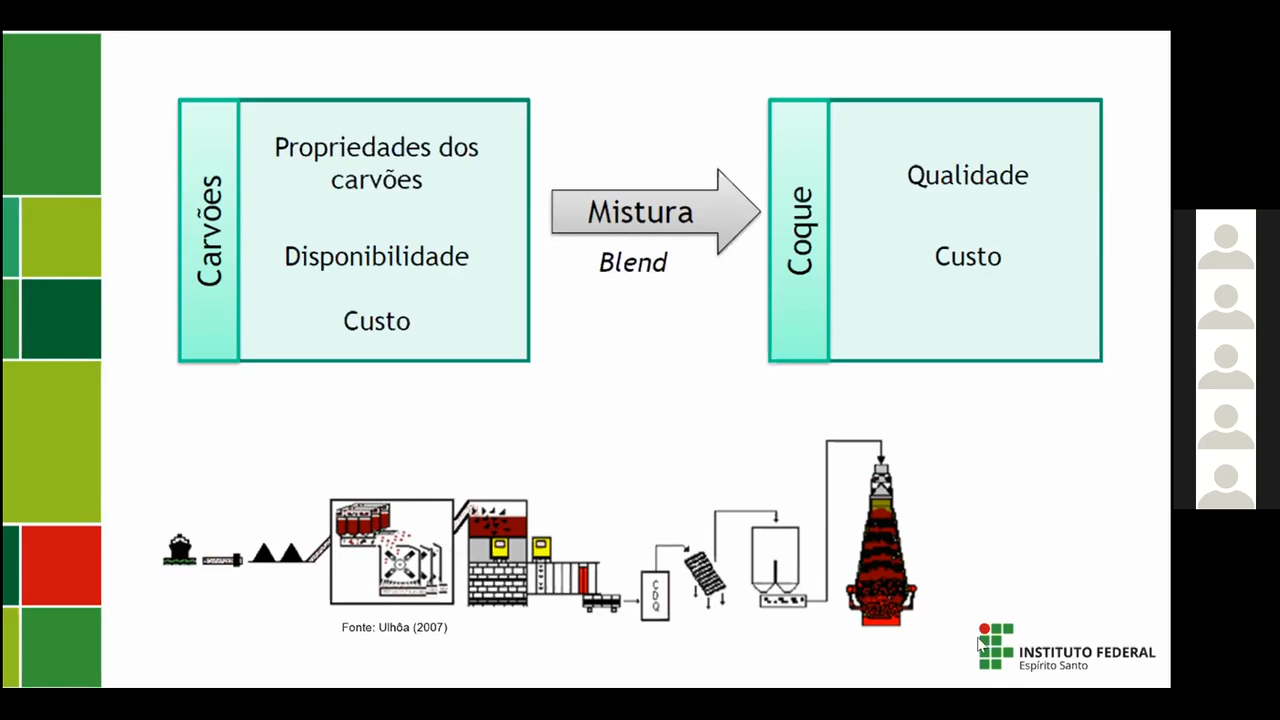 Carvões
Propriedades dos
carvões
Disponibilidade
Custo
Mistura
Blend
Coque
Qualidade
Custo
CDQ
Fonte: Ulhôa (2007)
INSTITUTO FEDERAL
Espírito Santo